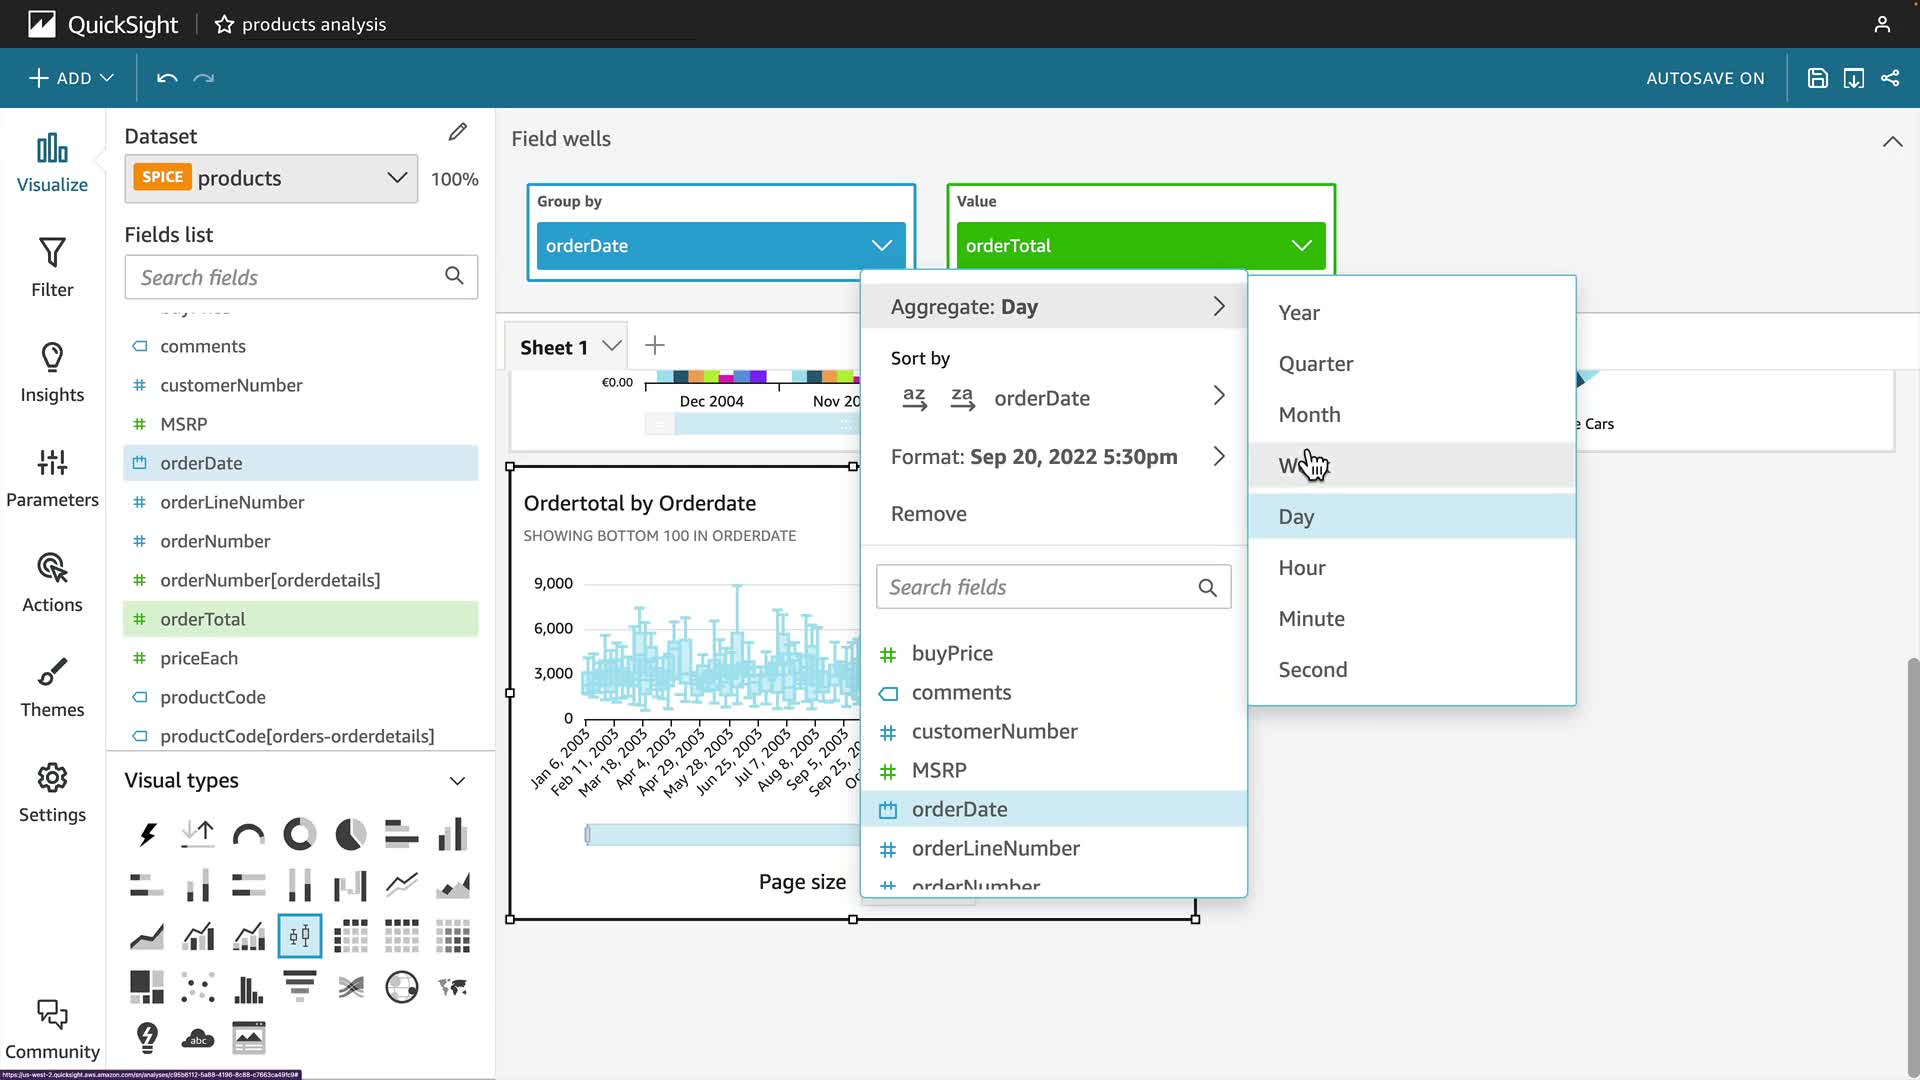 QuickSight
products analysis
ADD
AUTOSAVE ON
Visualize
Filter
Insights
Parameters
Actions
Themes
Settings
Community
Dataset
SPICE products
100%
Fields list
Search fields
comments
customerNumber
MSRP
orderDate
orderLineNumber
orderNumber
orderNumber[orderdetails]
orderTotal
priceEach
productCode
productCode[orders-orderdetails]
Visual types
abc
Field wells
Group by
orderDate
Value
orderTotal
Sheet 1
€0.00
Dec 2004
Nov 20
e Cars
Ordertotal by Orderdate
SHOWING BOTTOM 100 IN ORDERDATE
9,000
6,000
3,000
0
Jan 6, 2003
Feb 11, 2003
Mar 18, 2003
Apr 4, 2003
Apr 29, 2003
May 28, 2003
Jun 25, 2003
Jul 7, 2003
Aug 8, 2003
Sep 5, 2003
Sep 25, 20
Oc
Page size
Aggregate: Day
Sort by
az za orderDate
Format: Sep 20, 2022 5:30pm
Remove
Search fields
buyPrice
comments
customerNumber
MSRP
orderDate
orderLineNumber
orderNumber
Year
Quarter
Month
Day
Hour
Minute
Second